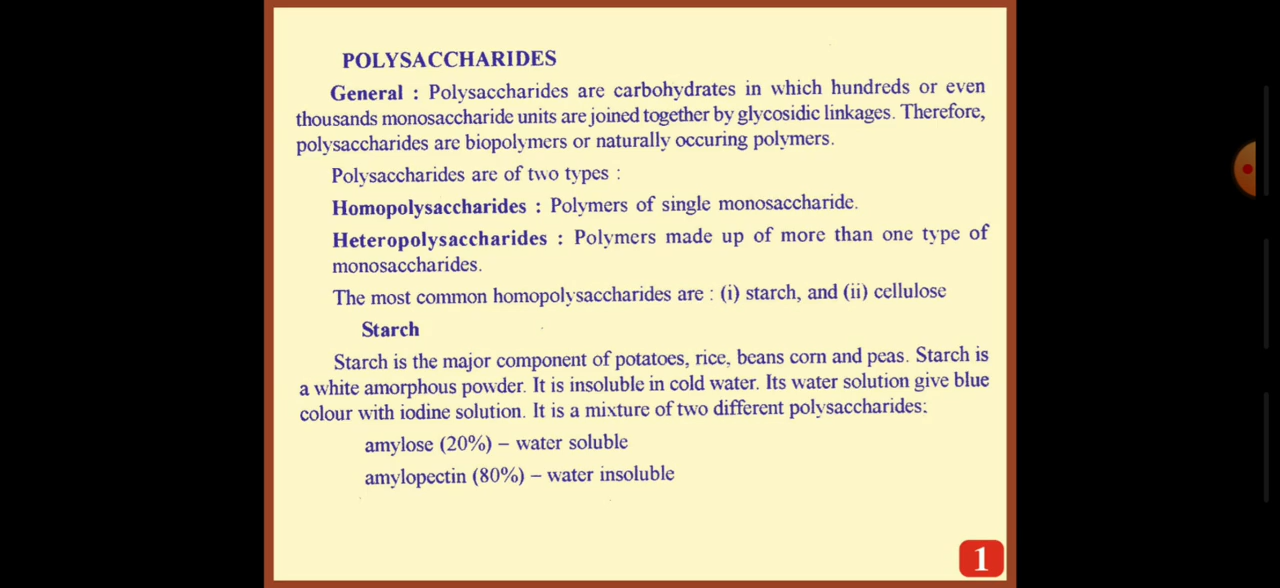 POLYSACCHARIDES
General : Polysaccharides are carbohydrates in which hundreds or even
thousands monosaccharide units are joined together by glycosidic linkages. Therefore,
polysaccharides are biopolymers or naturally occuring polymers.
Polysaccharides are of two types :
Homopolysaccharides : Polymers of single monosaccharide.
Heteropolysaccharides : Polymers made up of more than one type of
monosaccharides.
The most common homopolysaccharides are : (i) starch, and (ii) cellulose
Starch
Starch is the major component of potatoes, rice, beans corn and peas. Starch is
a white amorphous powder. It is insoluble in cold water. Its water solution give blue
colour with iodine solution. It is a mixture of two different polysaccharides:
amylose (20%) – water soluble
amylopectin (80%) – water insoluble
1